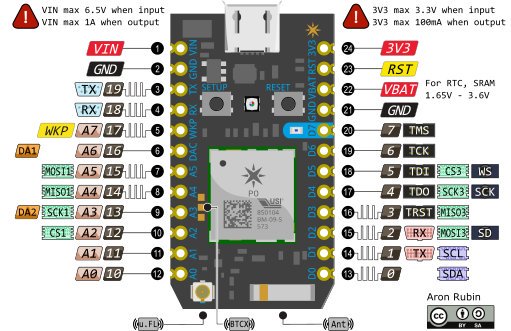 VIN max 6.5V when input
VIN max 1A when output
3V3 max 3.3V when input
3V3 max 100mA when output
VIN 1 VIN 3V3 24 3V3
GND 2 GND RST 23 RST
TX 19 3 TX VBAT 22 VBAT
For RTC, SRAM
1.65V - 3.6V
SETUP RESET
RX 18 4 RX GND 21 GND
WKP A7 17 5 WKP D7 20 7 TMS
DA1 A6 16 6 DAC D6 19 6 TCK
MOSI1 A5 15 7 A5 D5 18 5 TDI CS3 WS
MISO1 A4 14 8 A4 D4 17 4 TDO SCK3 SCK
P0
USI
DA2 SCK1 A3 13 9 A3 D3 16 3 TRST MISO3
850104
BM-09-S
573
CS1 A2 12 10 A2 D2 15 2 RX MOSI3 SD
A1 11 11 A1 D1 14 1 TX SCL
A0 10 12 A0 D0 13 0 SDA
Aron Rubin
CC BY SA
u.FL BTCX Ant